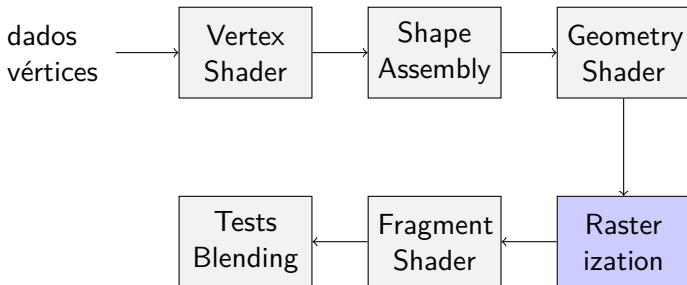 dados
vértices
Vertex
Shader
Shape
Assembly
Geometry
Shader
Tests
Blending
Fragment
Shader
Raster
ization